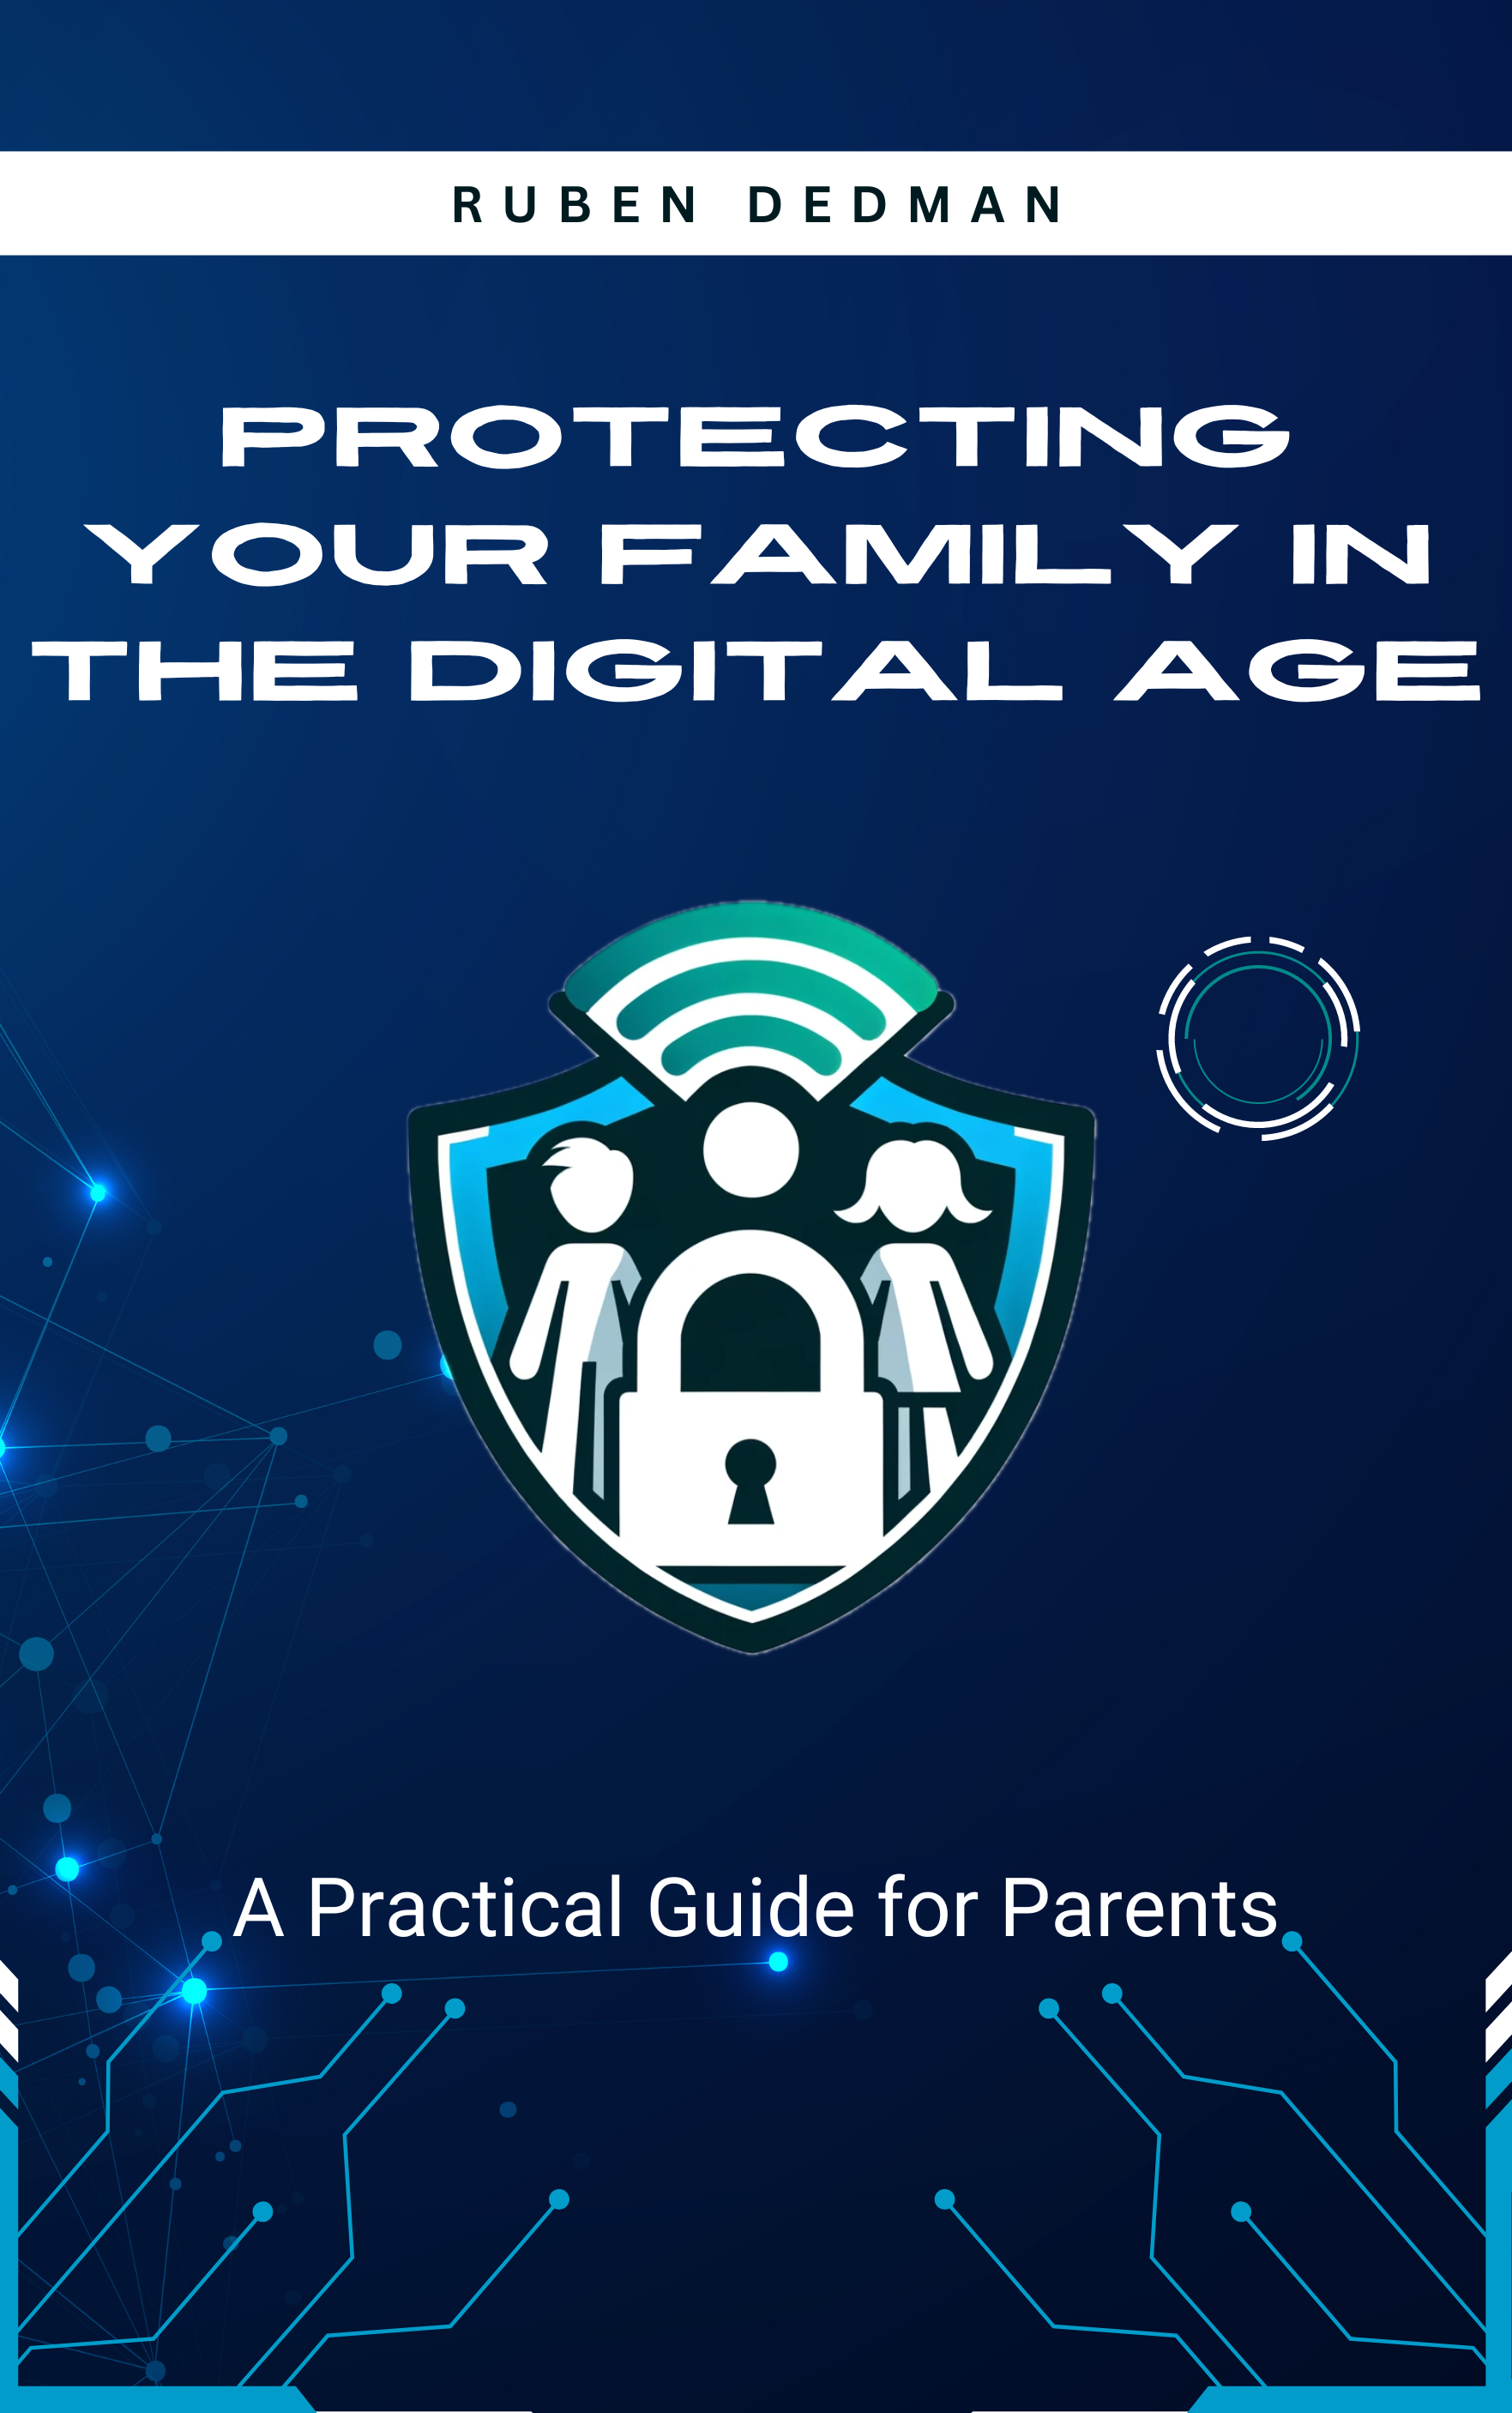 RUBEN DEDMAN
PROTECTING
YOUR FAMILY IN
THE DIGITAL AGE
A Practical Guide for Parents